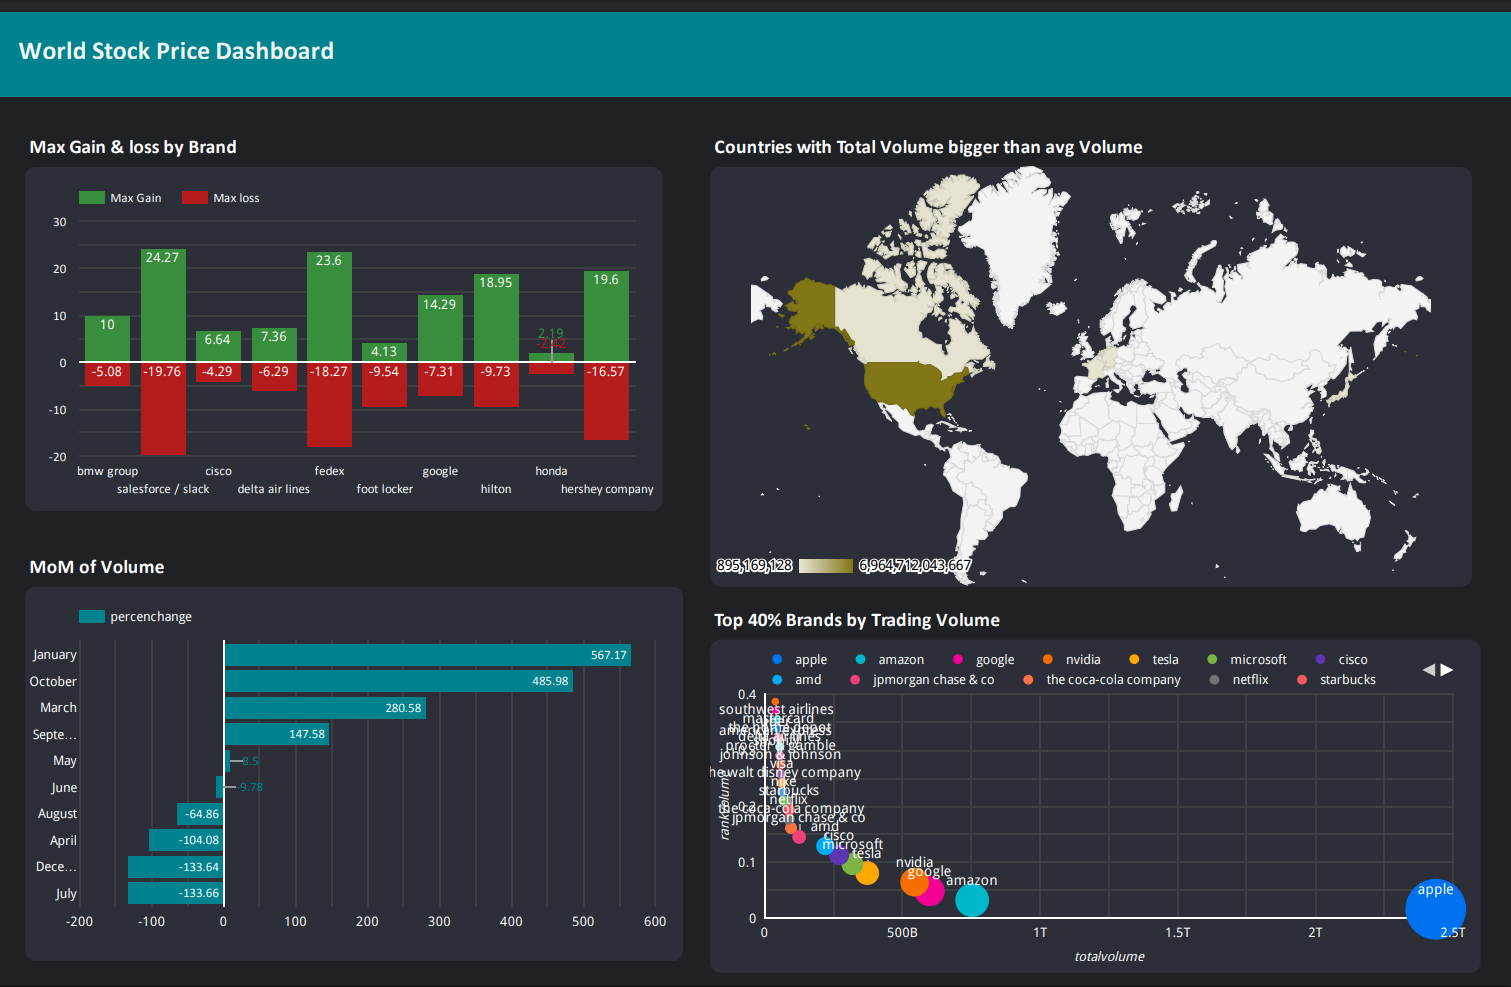 World Stock Price Dashboard
Max Gain & loss by Brand
Max Gain Max loss
30
20
10
0
-10
-20
10 24.27 6.64 7.36 23.6 4.13 14.29 18.95 2.19 19.6
-5.08 -19.76 -4.29 -6.29 -18.27 -9.54 -7.31 -9.73 -2.42 -16.57
bmw group cisco fedex google honda
salesforce / slack delta air lines foot locker hilton hershey company
Countries with Total Volume bigger than avg Volume
895,169,128 6,964,712,043,667
MoM of Volume
percenchange
January 567.17
October 485.98
March 280.58
Septe... 147.58
May 8.5
June -9.78
August -64.86
April -104.08
Dece... -133.64
July -133.66
-200 -100 0 100 200 300 400 500 600
Top 40% Brands by Trading Volume
apple amazon google nvidia tesla microsoft cisco
amd jpmorgan chase & co the coca-cola company netflix starbucks
0.4
0.2
0.1
0
rankvolume
southwest airlines
mastercard
the home depot
american express
delta air lines
procter & gamble
johnson & johnson
visa
the walt disney company
nike
starbucks
netflix
the coca-cola company
jpmorgan chase & co
amd
cisco
microsoft
tesla
nvidia
google
amazon
apple
0 500B 1T 1.5T 2T 2.5T
totalvolume